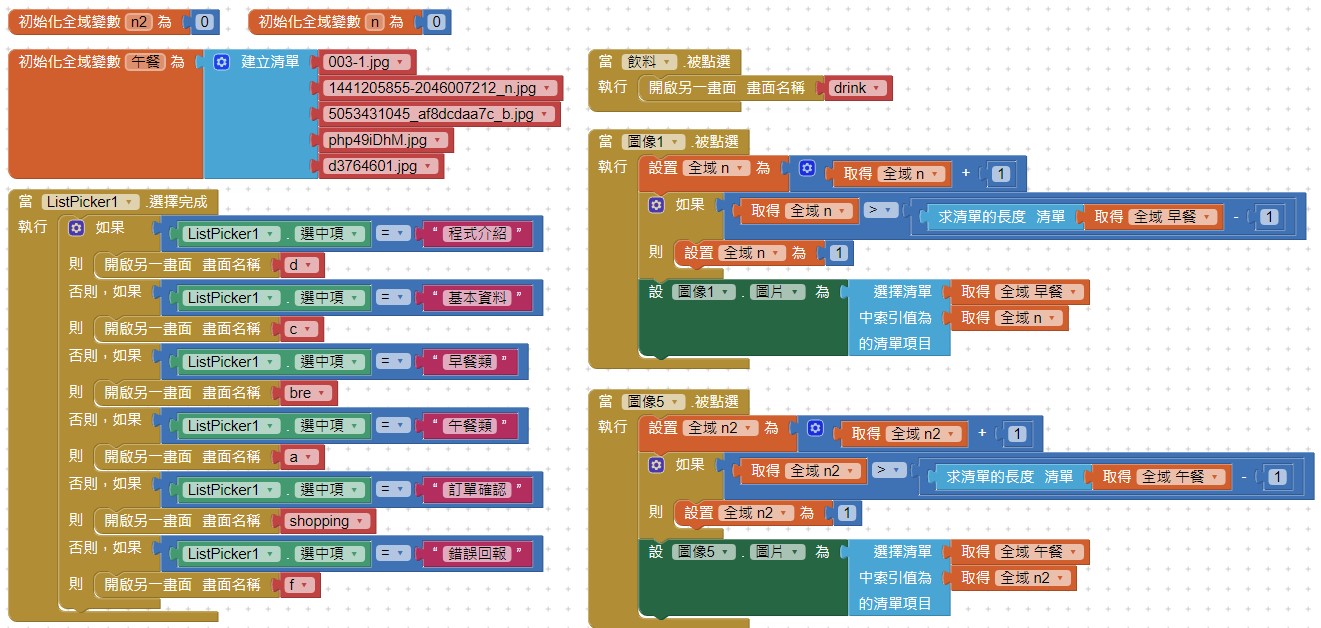 初始化全域變數 n2 為 0
初始化全域變數 n 為 0
初始化全域變數 午餐 為 建立清單 003-1.jpg
1441205855-2046007212_n.jpg
5053431045_af8dcdaa7c_b.jpg
php49iDhM.jpg
d3764601.jpg
當 ListPicker1 .選擇完成
執行 如果 ListPicker1 . 選中項 = " 程式介紹 "
則 開啟另一畫面 畫面名稱 d
否則,如果 ListPicker1 . 選中項 = " 基本資料 "
則 開啟另一畫面 畫面名稱 c
否則,如果 ListPicker1 . 選中項 = " 早餐類 "
則 開啟另一畫面 畫面名稱 bre
否則,如果 ListPicker1 . 選中項 = " 午餐類 "
則 開啟另一畫面 畫面名稱 a
否則,如果 ListPicker1 . 選中項 = " 訂單確認 "
則 開啟另一畫面 畫面名稱 shopping
否則,如果 ListPicker1 . 選中項 = " 錯誤回報 "
則 開啟另一畫面 畫面名稱 f
當 飲料 .被點選
執行 開啟另一畫面 畫面名稱 drink
當 圖像1 .被點選
執行 設置 全域 n 為 取得 全域 n + 1
如果 取得 全域 n > 求清單的長度 清單 取得 全域 早餐 - 1
則 設置 全域 n 為 1
設 圖像1 . 圖片 為 選擇清單 取得 全域 早餐
中索引值為 取得 全域 n
的清單項目
當 圖像5 .被點選
執行 設置 全域 n2 為 取得 全域 n2 + 1
如果 取得 全域 n2 > 求清單的長度 清單 取得 全域 午餐 - 1
則 設置 全域 n2 為 1
設 圖像5 . 圖片 為 選擇清單 取得 全域 午餐
中索引值為 取得 全域 n2
的清單項目